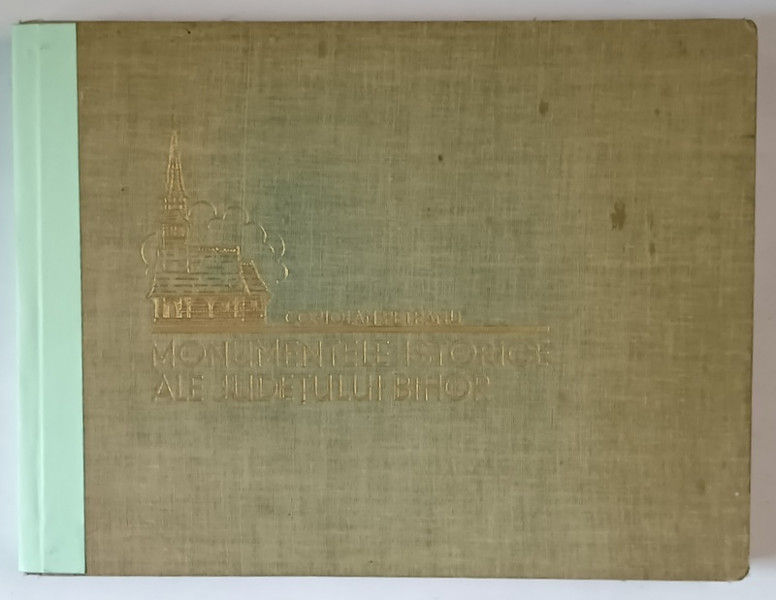 CORIOLAN PETRANU
MONUMENTELE ISTORICE
ALE JUDEȚULUI BIHOR